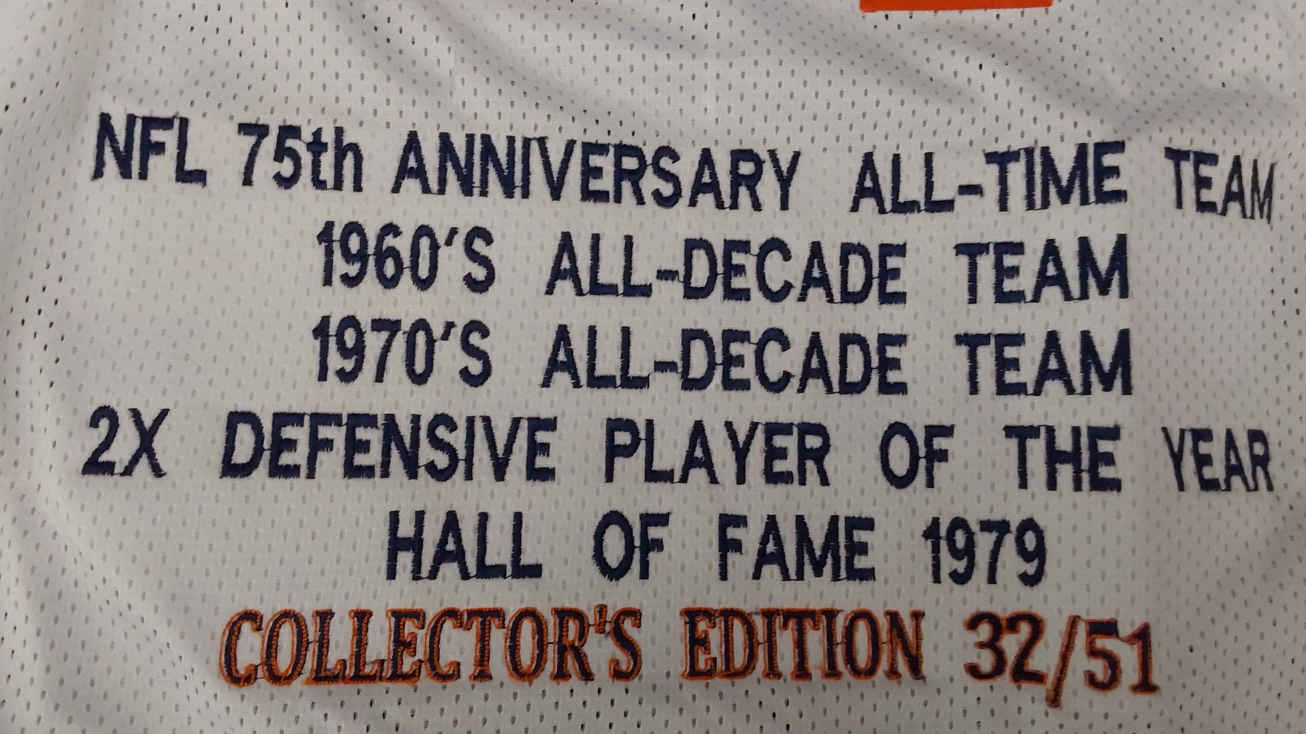 NFL 75th ANNIVERSARY ALL-TIME TEAM
1960'S ALL-DECADE TEAM
1970'S ALL-DECADE TEAM
2X DEFENSIVE PLAYER OF THE YEAR
HALL OF FAME 1979
COLLECTOR'S EDITION 32/51